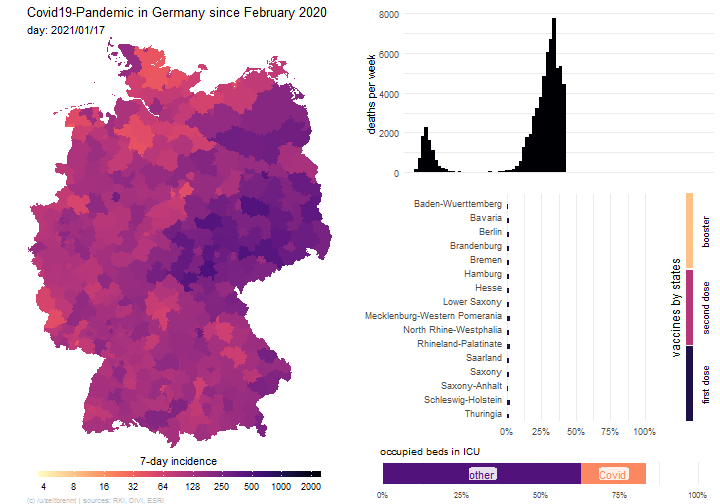 Covid19-Pandemic in Germany since February 2020
day: 2021/01/17
7-day incidence
4 8 16 32 64 128 250 500 1000 2000
(c) /u/zeitbremt | sources: RKI, DIVI, ESRI
deaths per week
8000
6000
4000
2000
0
Baden-Wuerttemberg
Bavaria
Berlin
Brandenburg
Bremen
Hamburg
Hesse
Lower Saxony
Mecklenburg-Western Pomerania
North Rhine-Westphalia
Rhineland-Palatinate
Saarland
Saxony
Saxony-Anhalt
Schleswig-Holstein
Thuringia
0% 25% 50% 75% 100%
vaccines by states
booster
second dose
first dose
occupied beds in ICU
other Covid
0% 25% 50% 75% 100%